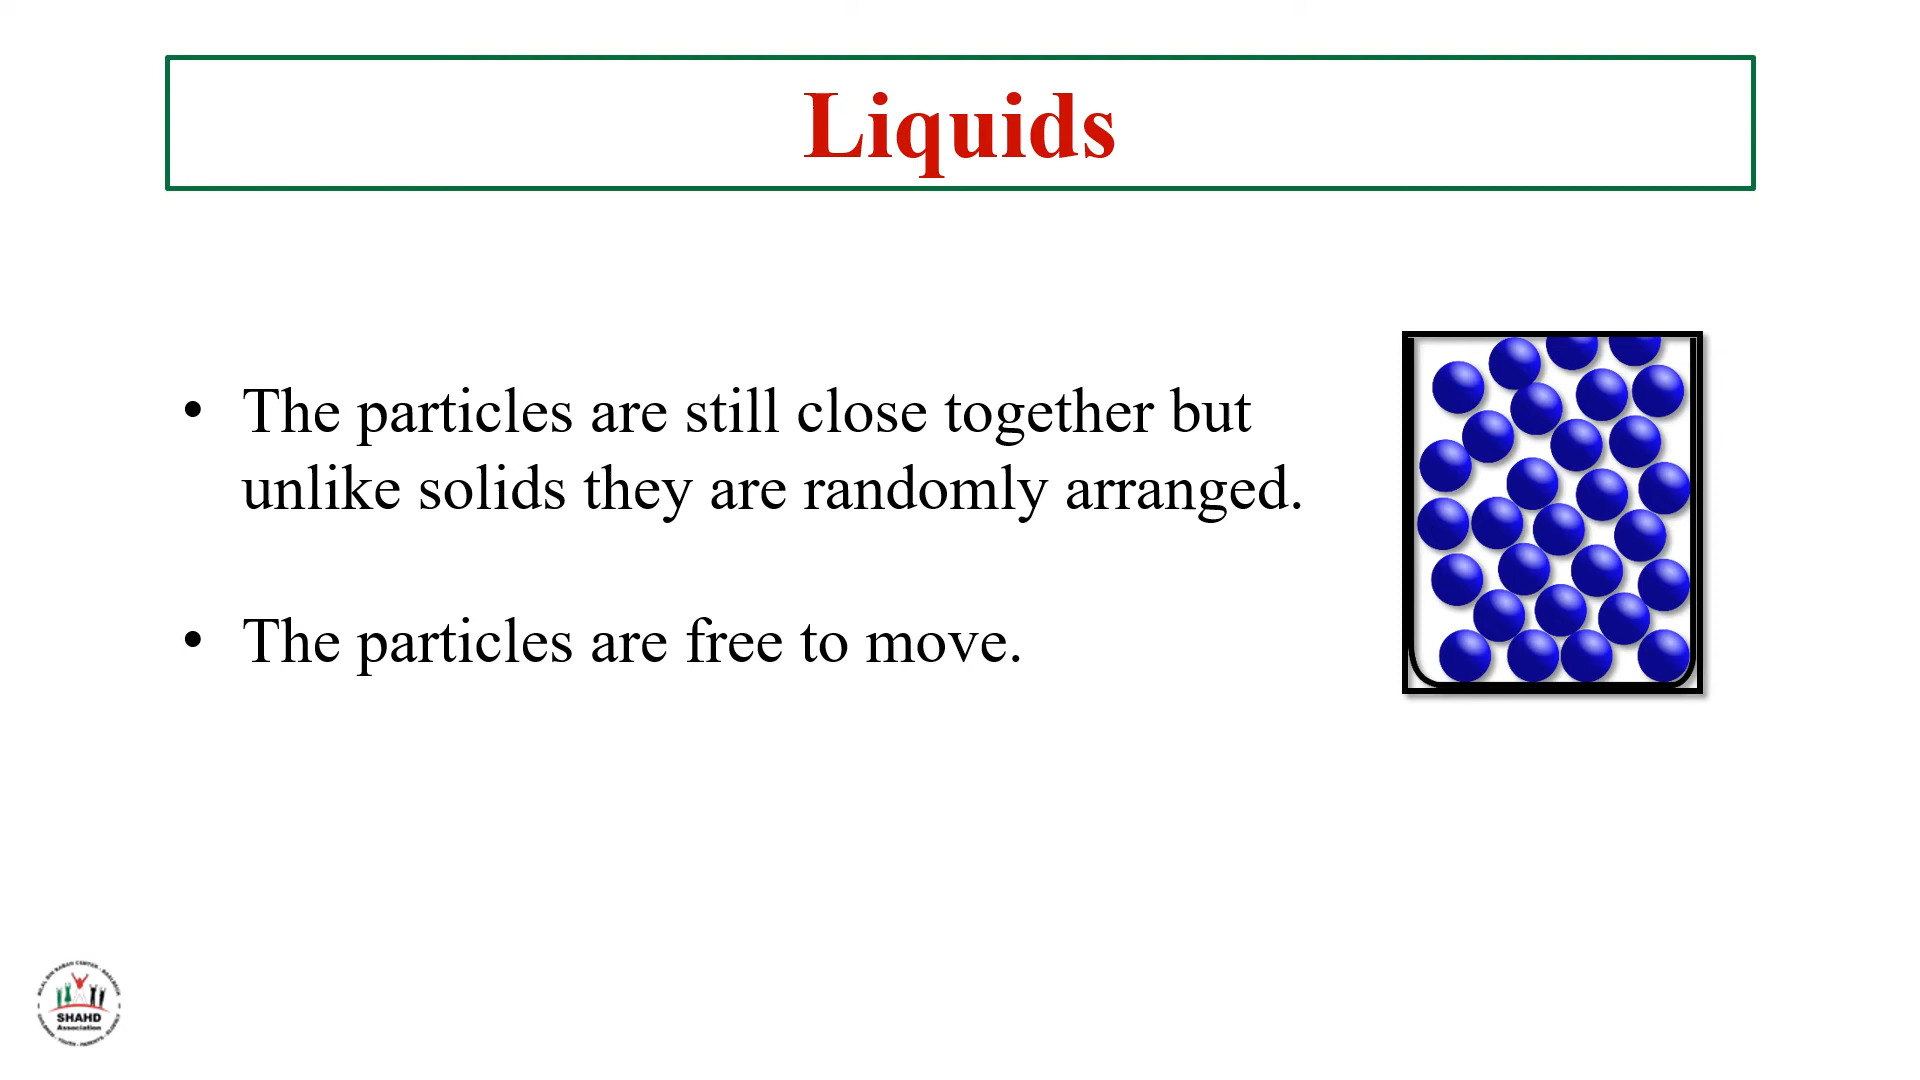 Liquids
• The particles are still close together but
unlike solids they are randomly arranged.
• The particles are free to move.
SHAHD
Association